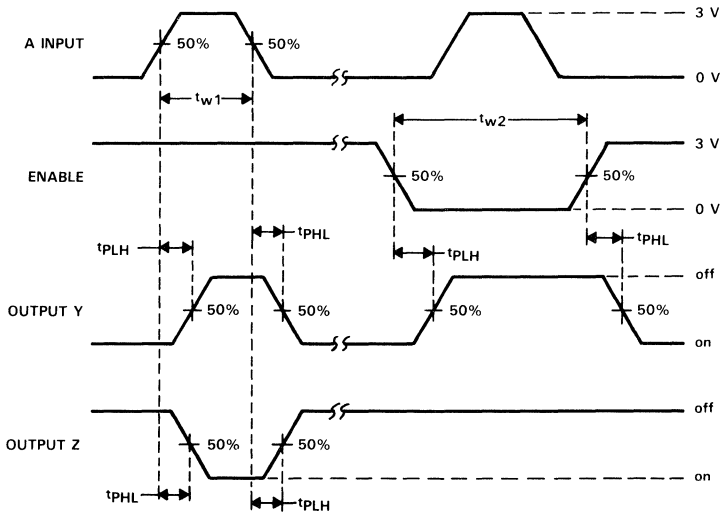 3 V
A INPUT
50%
50%
0 V
tw1
tw2
3 V
ENABLE
50%
50%
0 V
tPLH
tPHL
tPLH
tPHL
off
OUTPUT Y
50%
50%
50%
50%
on
off
OUTPUT Z
50%
50%
on
tPHL
tPLH